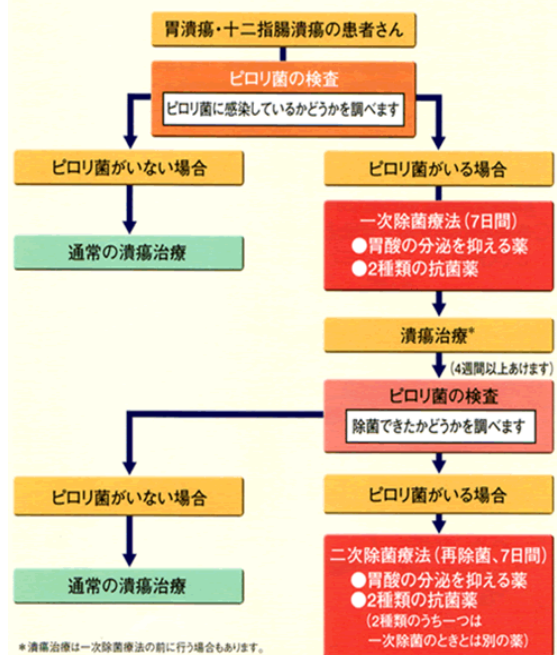 胃潰瘍・十二指腸潰瘍の患者さん
ピロリ菌の検査
ピロリ菌に感染しているかどうかを調べます
ピロリ菌がいない場合
ピロリ菌がいる場合
通常の潰瘍治療
一次除菌療法(7日間)
●胃酸の分泌を抑える薬
●2種類の抗菌薬
潰瘍治療*
(4週間以上あけます)
ピロリ菌の検査
除菌できたかどうかを調べます
ピロリ菌がいない場合
ピロリ菌がいる場合
通常の潰瘍治療
二次除菌療法(再除菌、7日間)
●胃酸の分泌を抑える薬
●2種類の抗菌薬
(2種類のうち一つは
一次除菌のときとは別の薬)
*潰瘍治療は一次除菌療法の前に行う場合もあります。